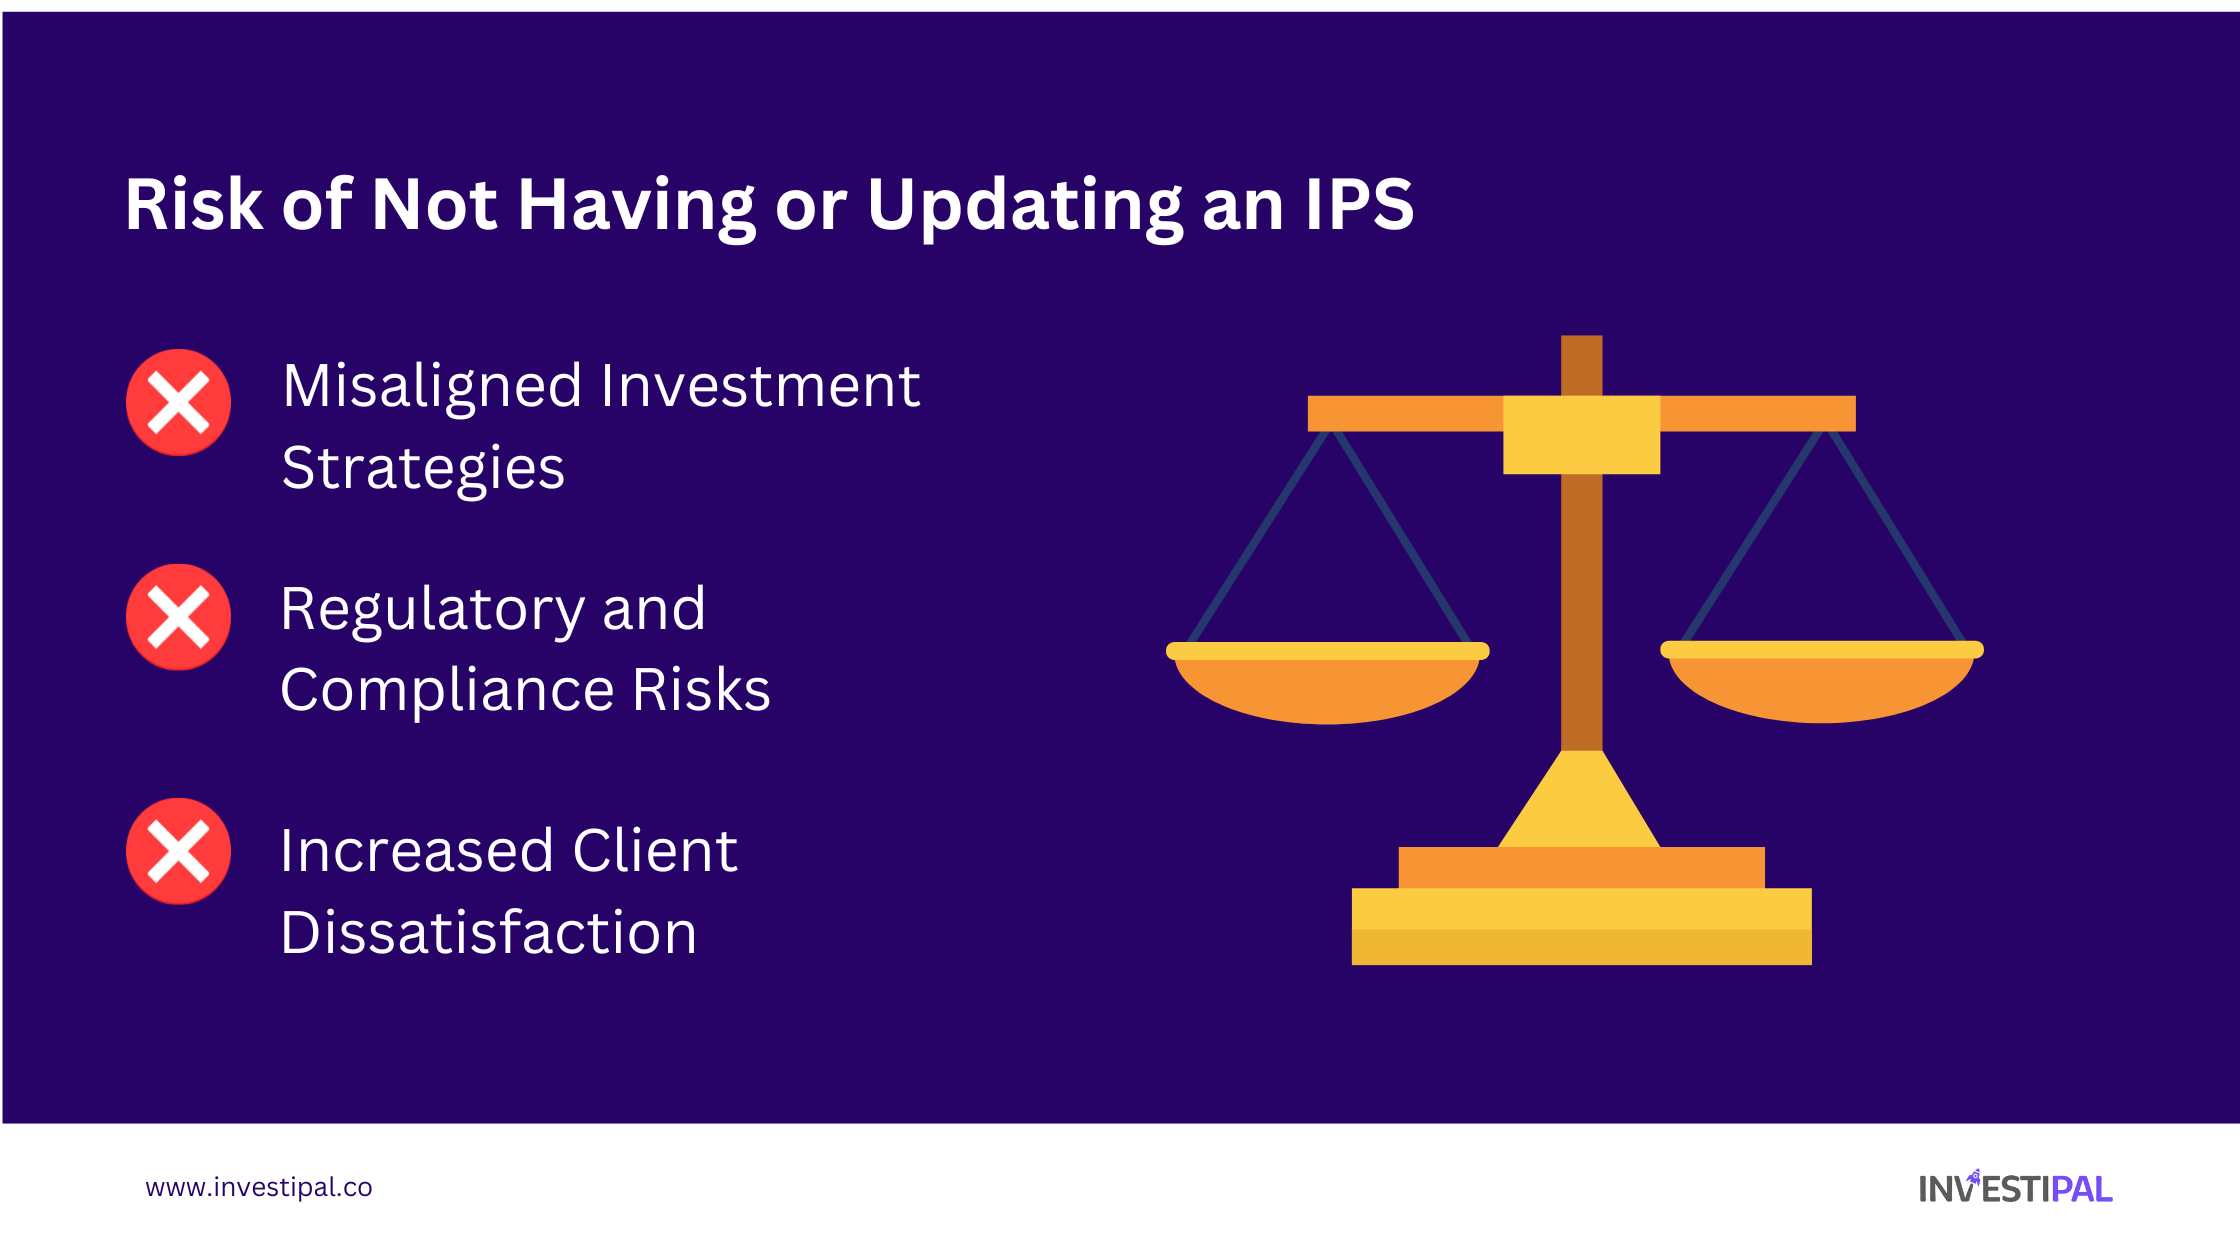 Risk of Not Having or Updating an IPS
Misaligned Investment
Strategies
Regulatory and
Compliance Risks
Increased Client
Dissatisfaction
www.investipal.co
INVESTIPAL